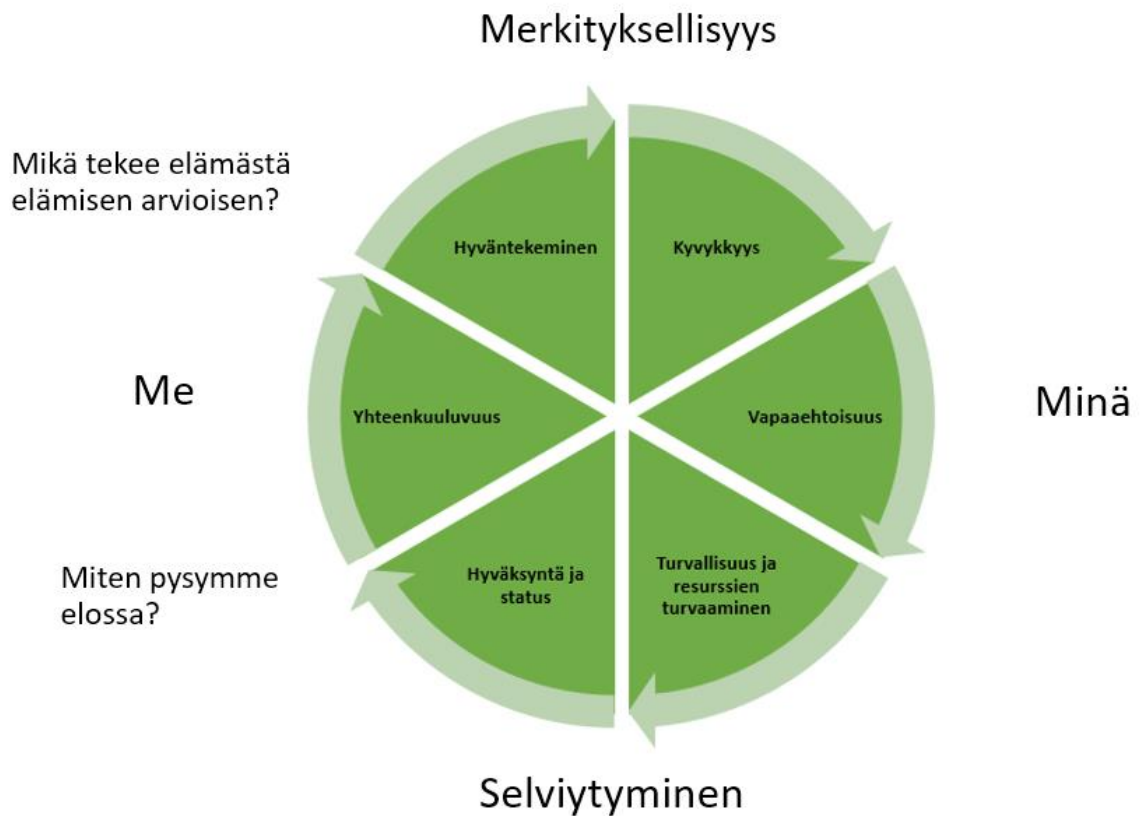 Merkityksellisyys
Mikä tekee elämästä
elämisen arvioisen?
Hyväntekeminen
Kyvykkyys
Me
Yhteenkuuluvuus
Vapaaehtoisuus
Minä
Miten pysymme
elossa?
Hyväksyntä ja
status
Turvallisuus ja
resurssien
turvaaminen
Selviytyminen